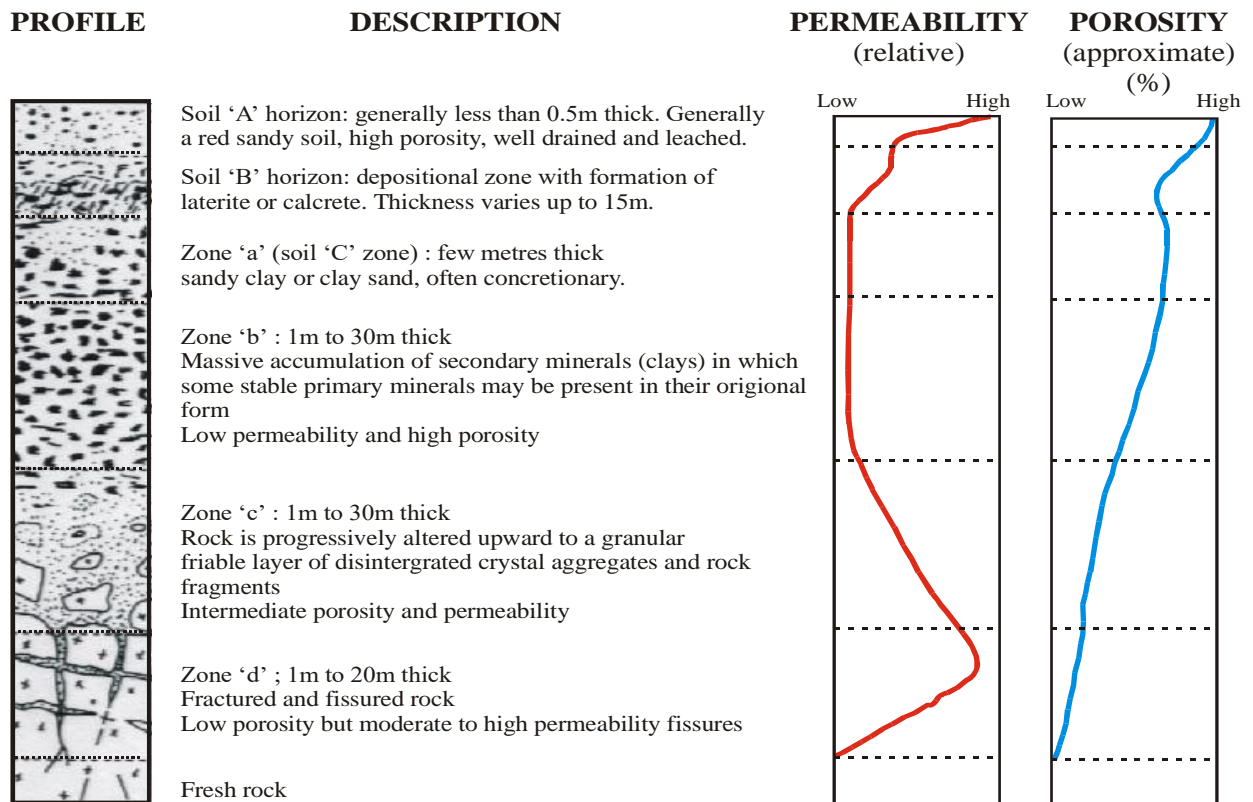 PROFILE
DESCRIPTION
PERMEABILITY
(relative)
POROSITY
(approximate)
(%)
Low
High
Low
High
Soil ‘A’ horizon: generally less than 0.5m thick. Generally
a red sandy soil, high porosity, well drained and leached.
Soil ‘B’ horizon: depositional zone with formation of
laterite or calcrete. Thickness varies up to 15m.
Zone ‘a’ (soil ‘C’ zone) : few metres thick
sandy clay or clay sand, often concretionary.
Zone ‘b’ : 1m to 30m thick
Massive accumulation of secondary minerals (clays) in which
some stable primary minerals may be present in their origional
form
Low permeability and high porosity
Zone ‘c’ : 1m to 30m thick
Rock is progressively altered upward to a granular
friable layer of disintergrated crystal aggregates and rock
fragments
Intermediate porosity and permeability
Zone ‘d’ ; 1m to 20m thick
Fractured and fissured rock
Low porosity but moderate to high permeability fissures
Fresh rock